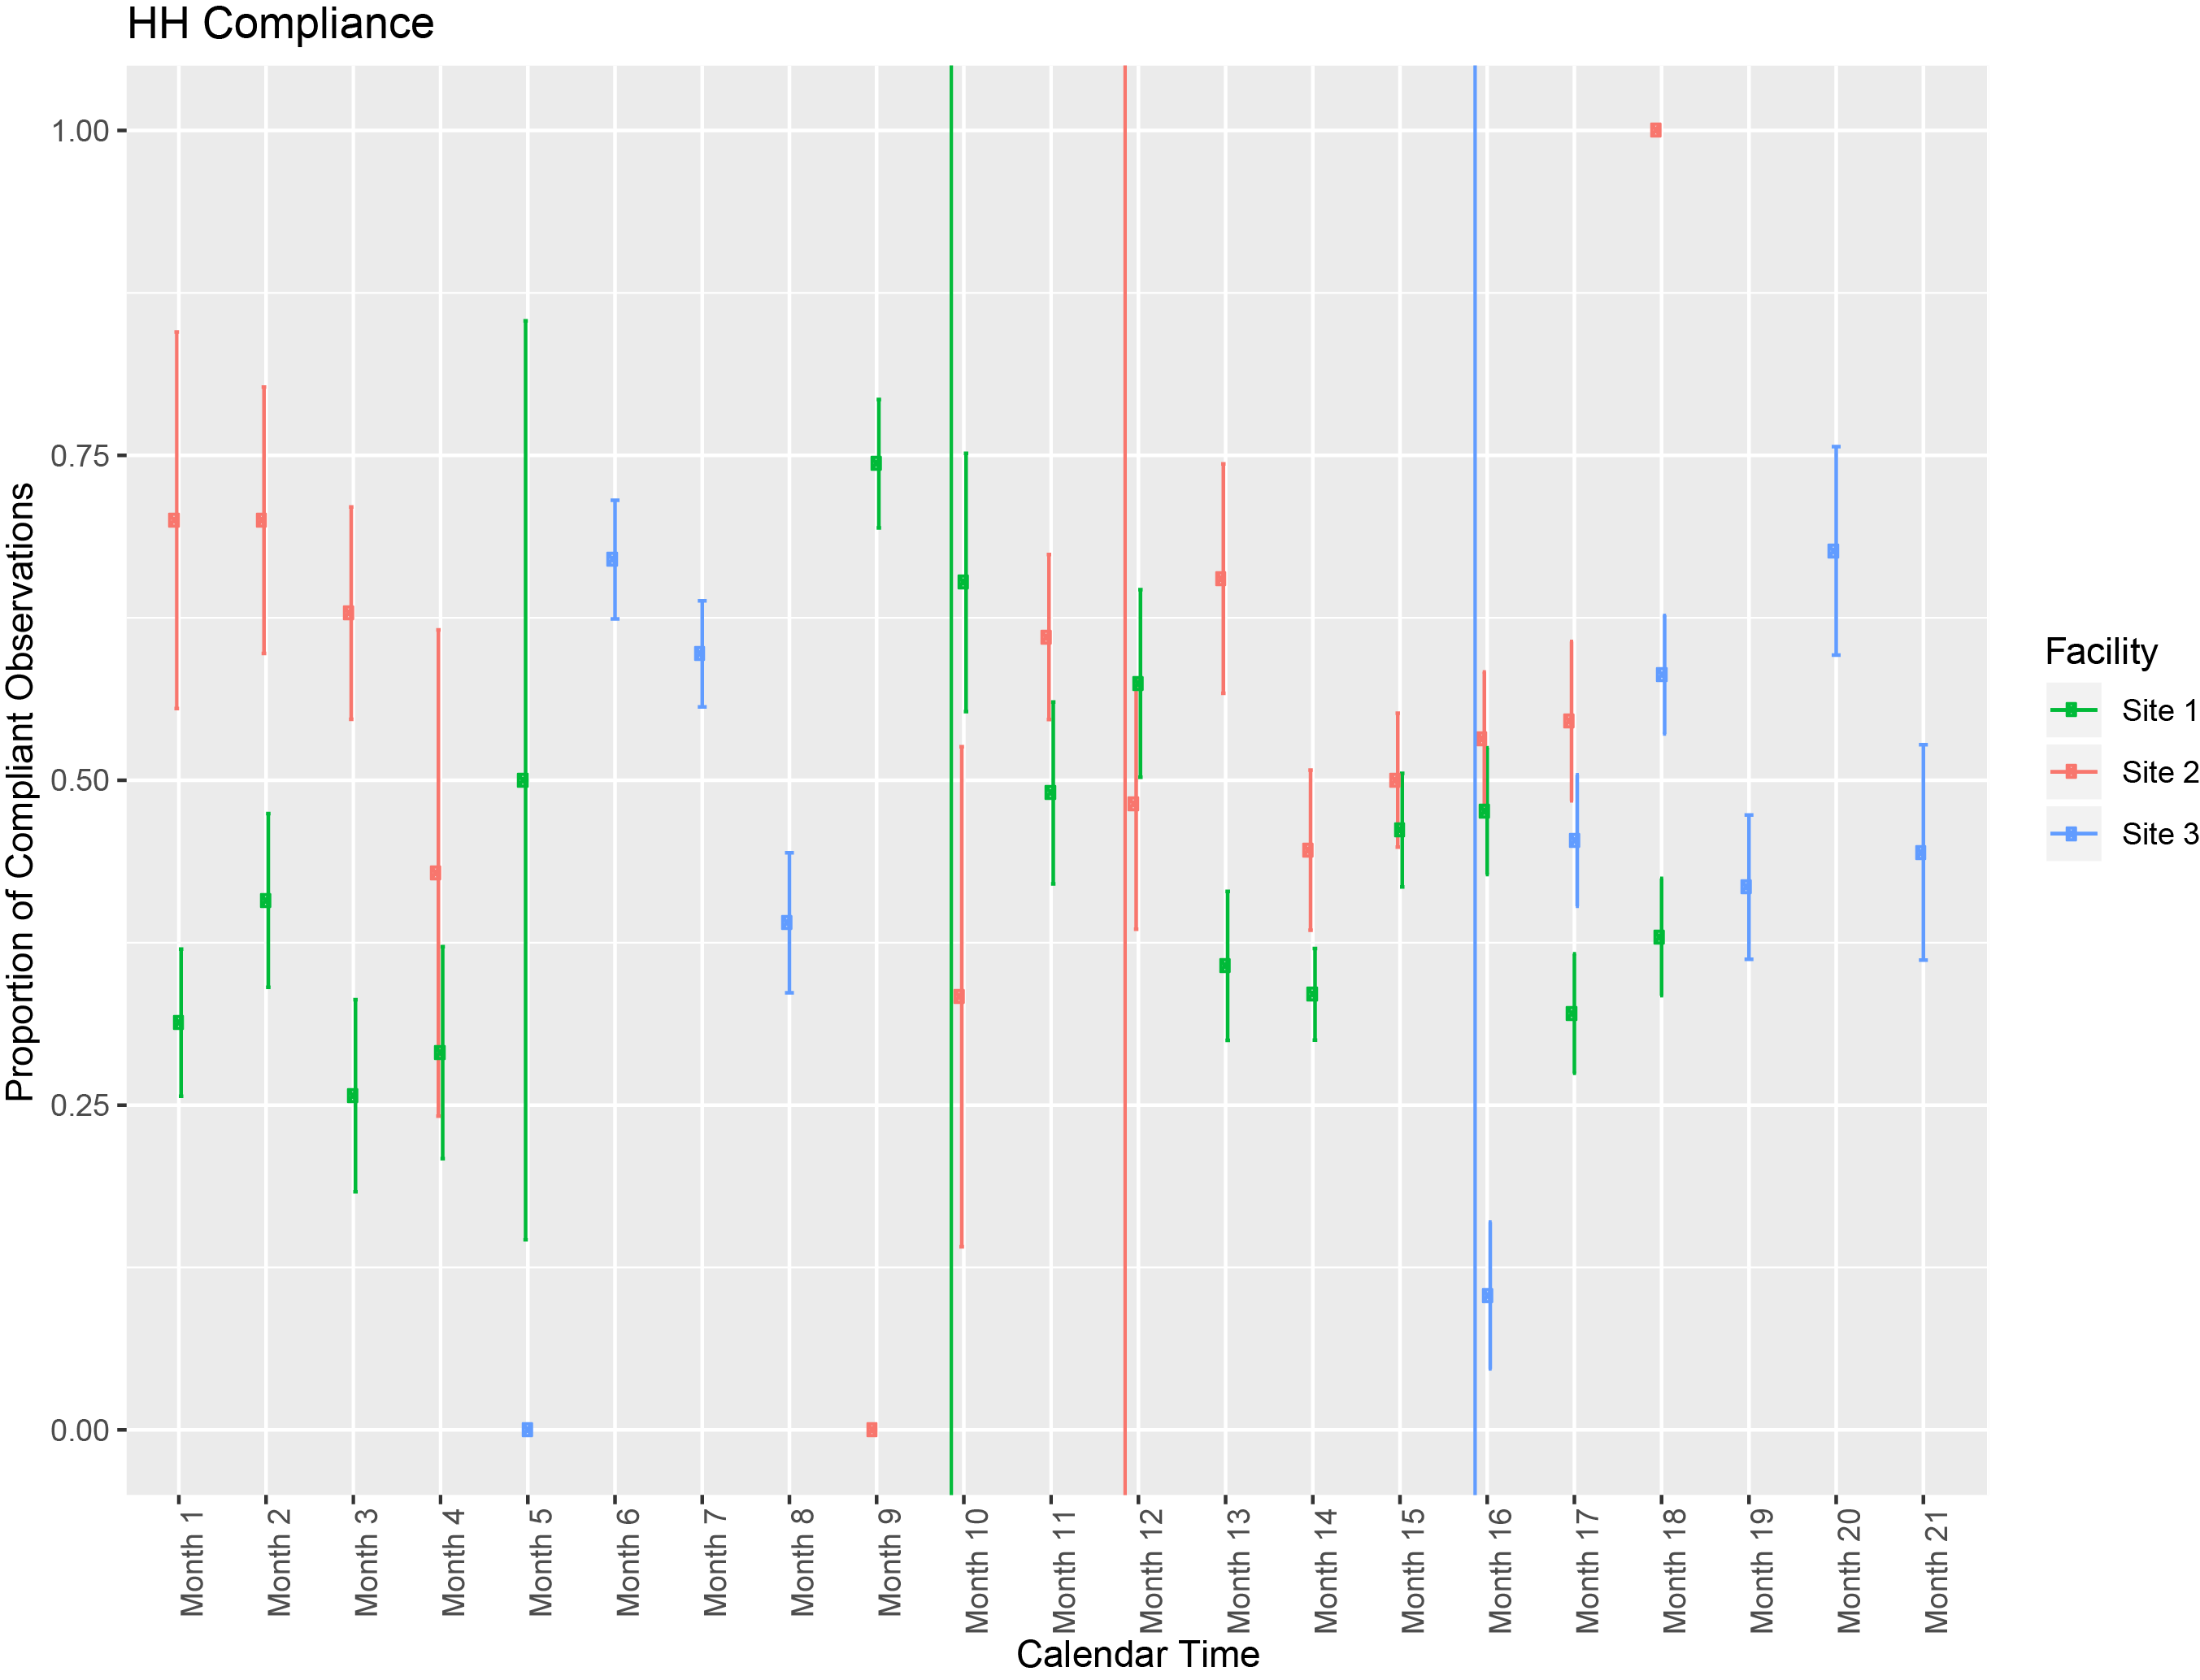 HH Compliance
Proportion of Compliant Observations
1.00
0.75
0.50
0.25
0.00
Month 1
Month 2
Month 3
Month 4
Month 5
Month 6
Month 7
Month 8
Month 9
Month 10
Month 11
Month 12
Month 13
Month 14
Month 15
Month 16
Month 17
Month 18
Month 19
Month 20
Month 21
Calendar Time
Facility
Site 1
Site 2
Site 3